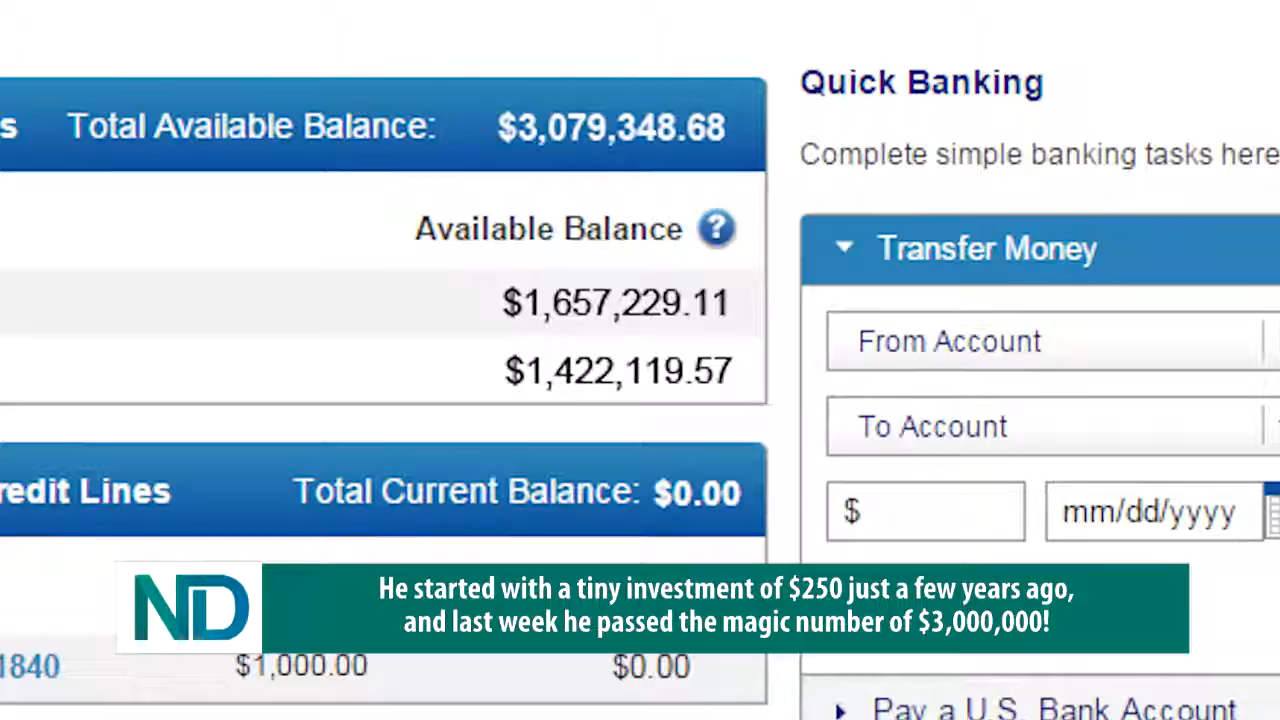 s Total Available Balance: $3,079,348.68
Available Balance ?
$1,657,229.11
$1,422,119.57
redit Lines Total Current Balance: $0.00
1840 $1,000.00 $0.00
Quick Banking
Complete simple banking tasks here
Transfer Money
From Account
To Account
$ mm/dd/yyyy
Pay a U.S. Bank Account
ND
He started with a tiny investment of $250 just a few years ago,
and last week he passed the magic number of $3,000,000!